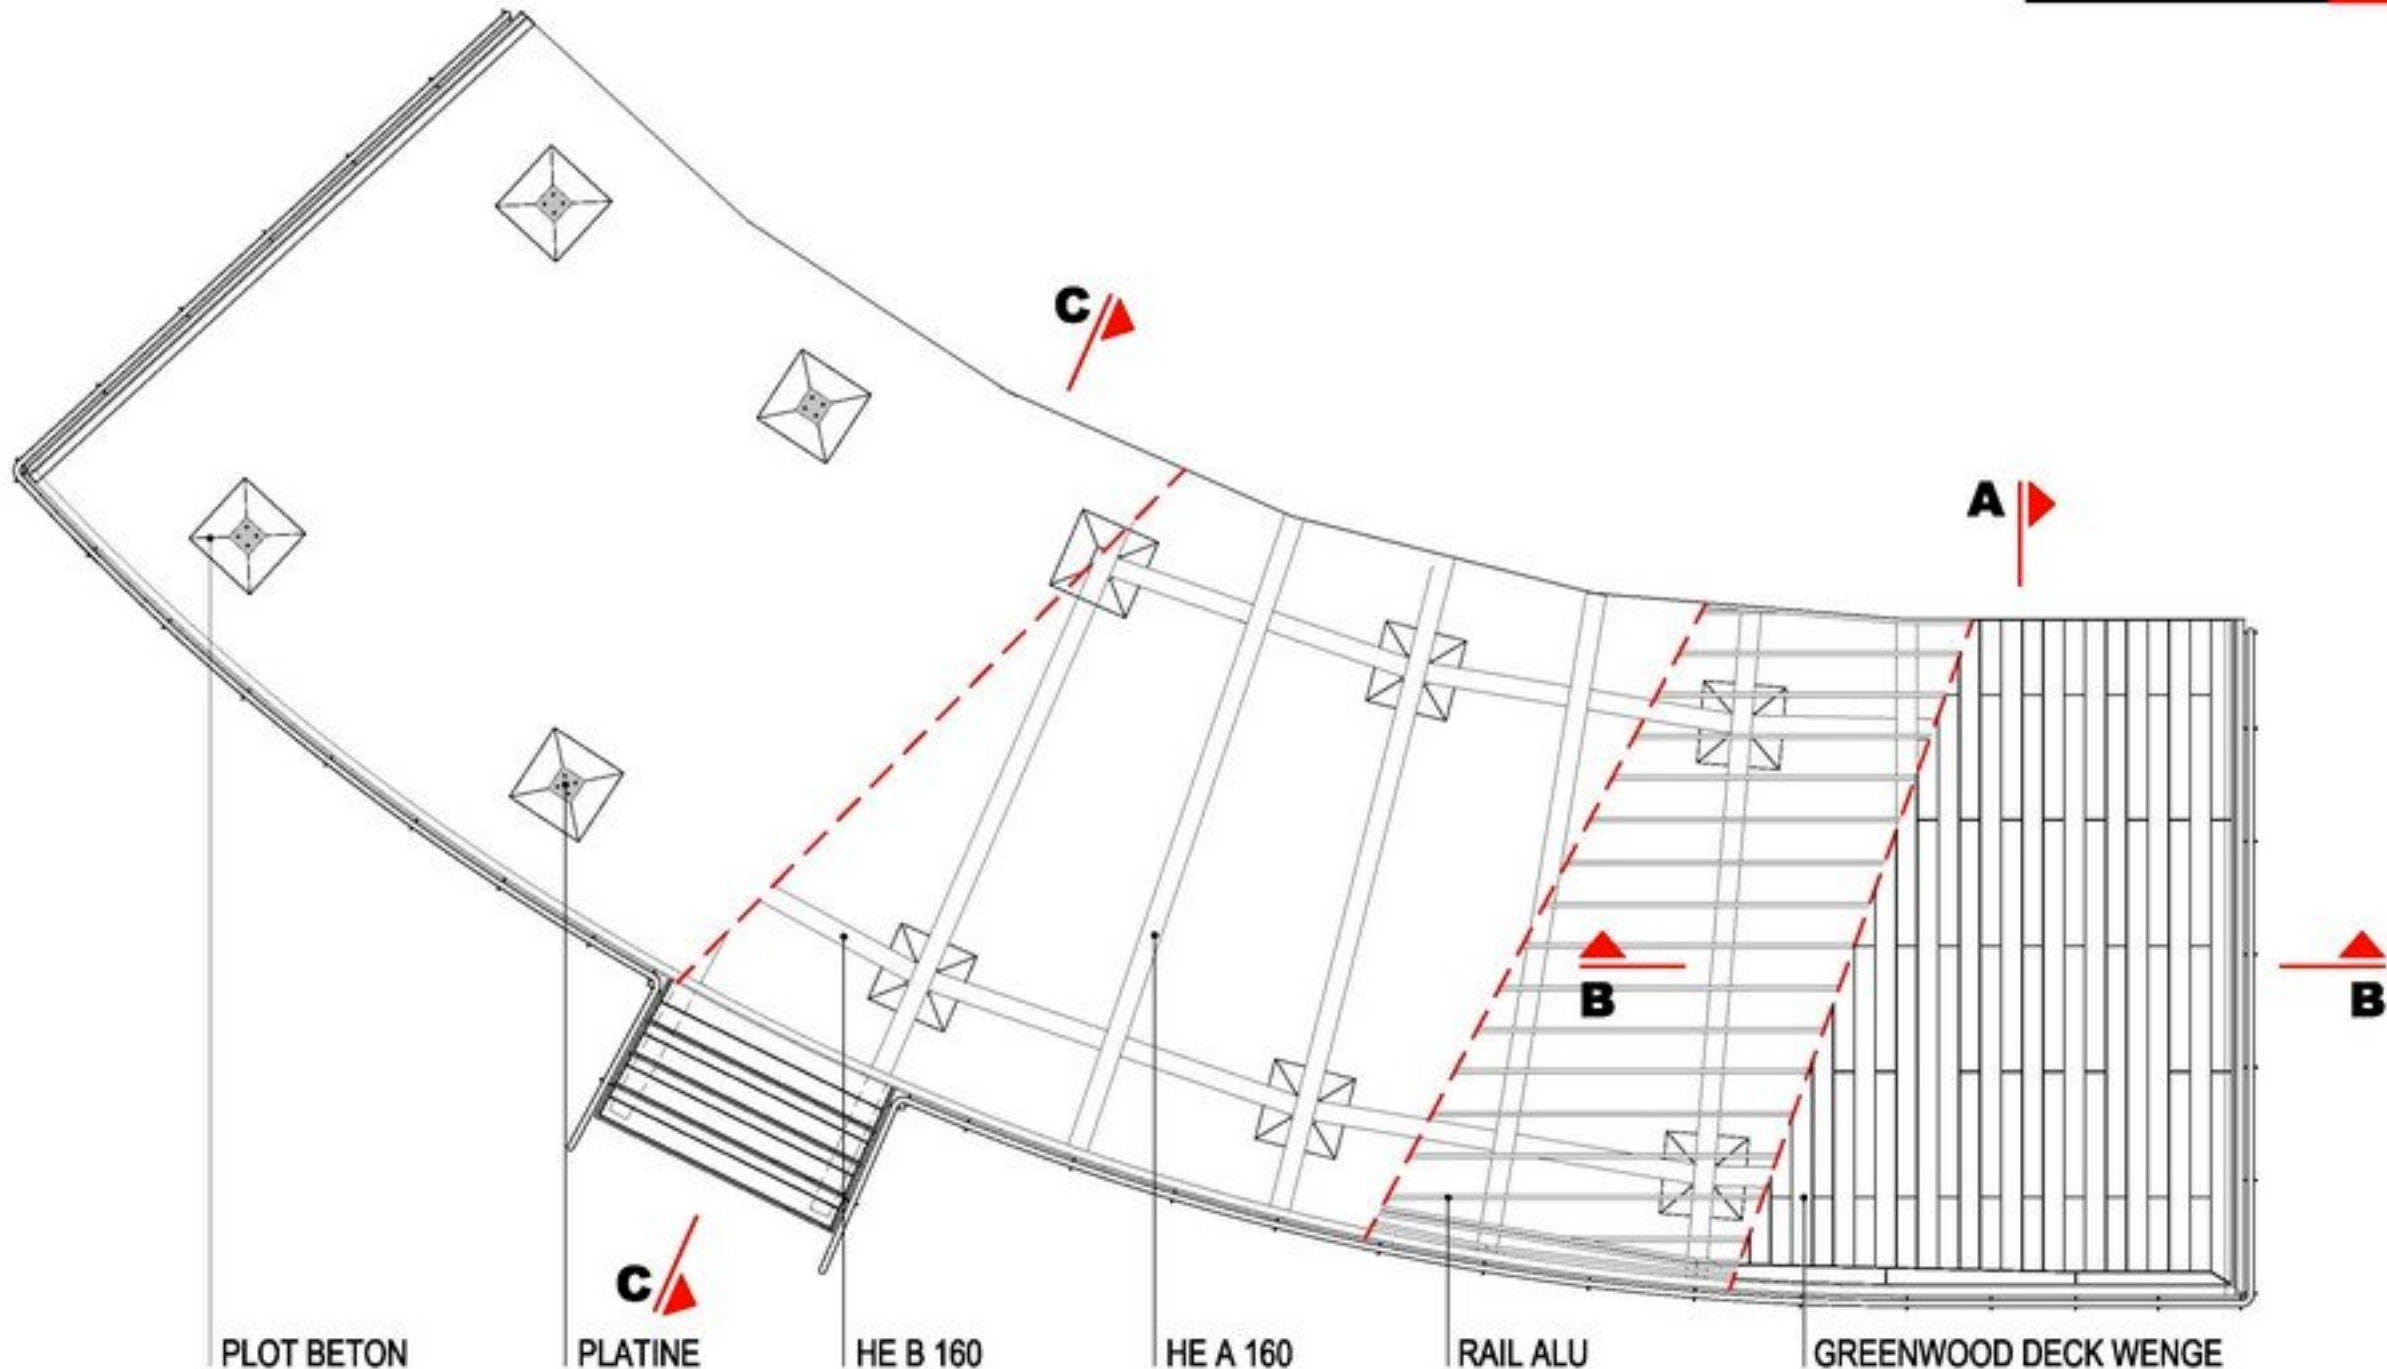 C
A
B
B
C
PLOT BETON
PLATINE
HE B 160
HE A 160
RAIL ALU
GREENWOOD DECK WENGE